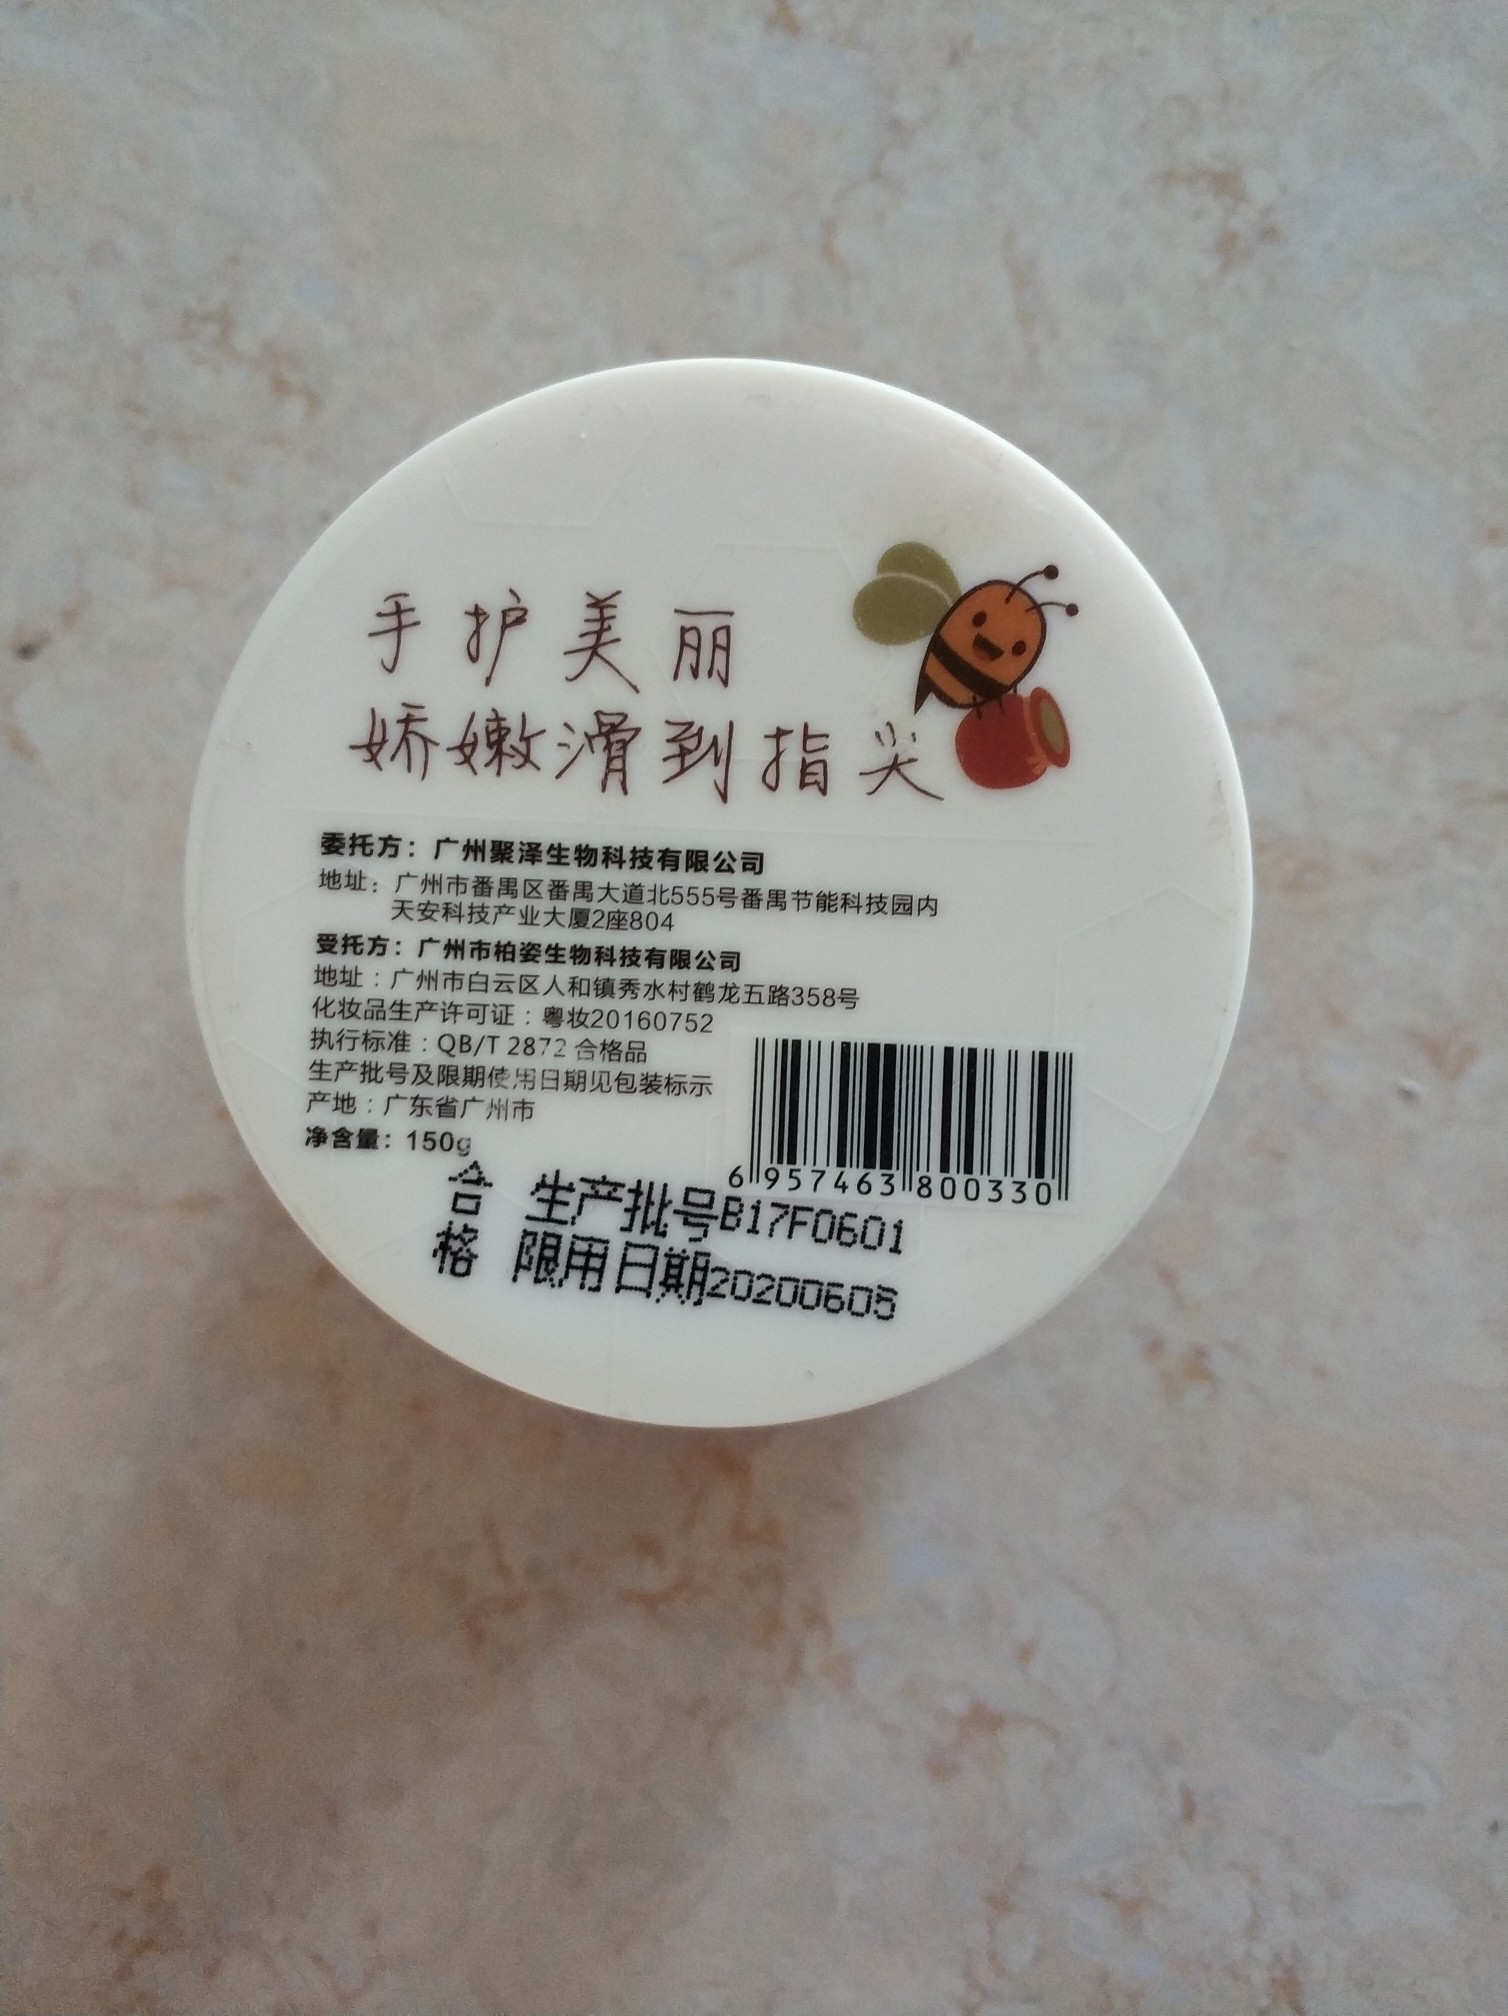 手护美丽
娇嫩滑到指尖
委托方：广州聚泽生物科技有限公司
地址：广州市番禺区番禺大道北555号番禺节能科技园内
天安科技产业大厦2座804
受托方：广州市柏姿生物科技有限公司
地址：广州市白云区人和镇秀水村鹤龙五路358号
化妆品生产许可证：粤妆20160752
执行标准：QB/T 2872 合格品
生产批号及限期使用日期见包装标示
产地：广东省广州市
净含量：150g
6 957463 800330
合格
生产批号B17F0601
限用日期20200605